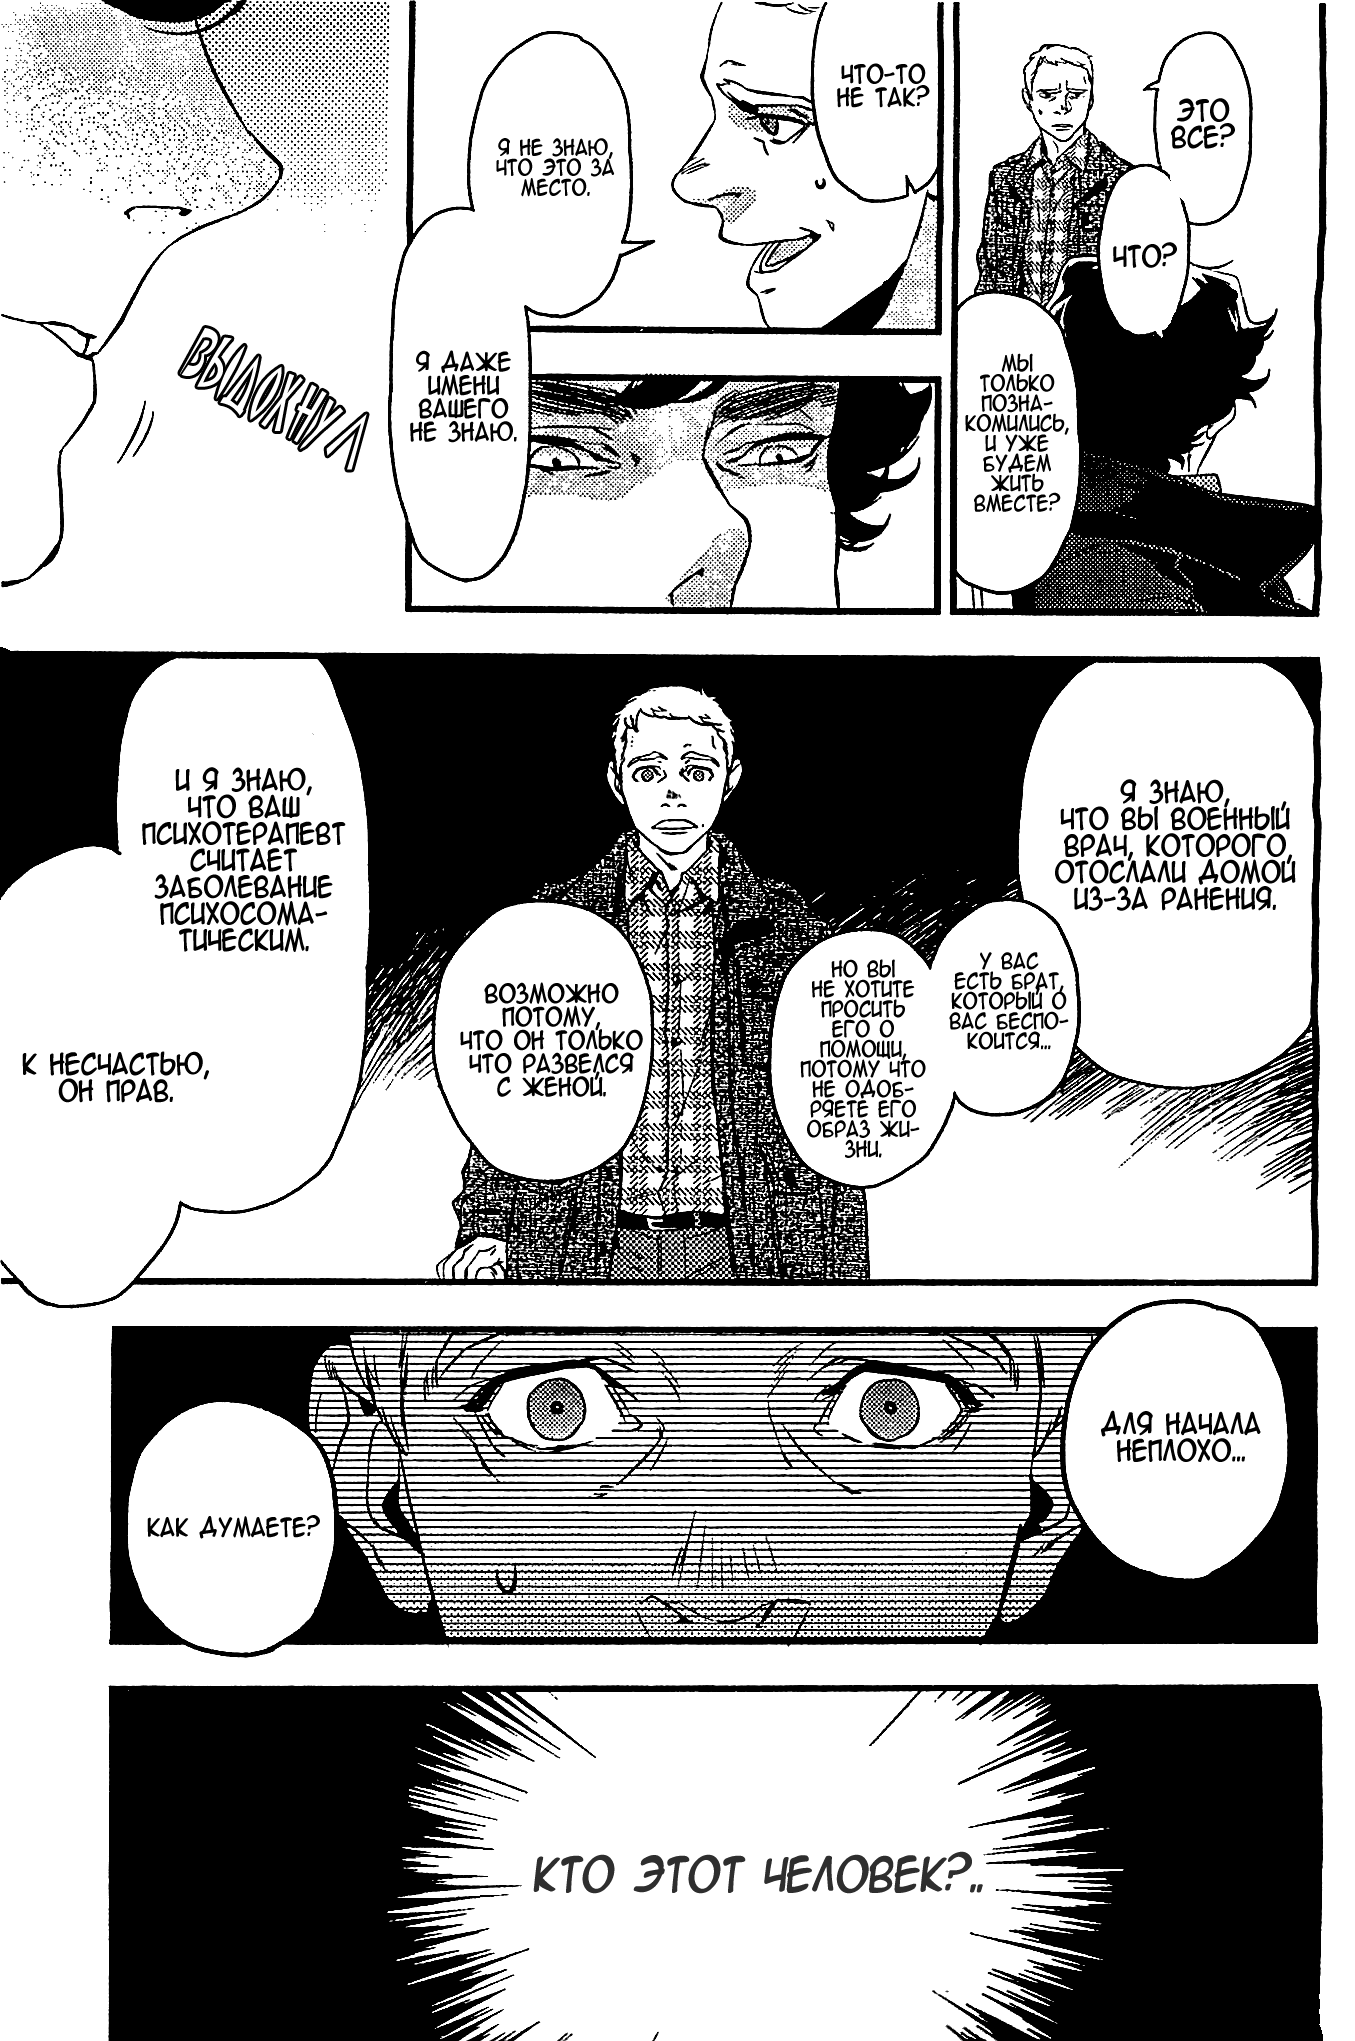 ЭТО
ВСЕ?
ЧТО?
МЫ
ТОЛЬКО
ПОЗНА-
КОМИЛИСЬ,
И УЖЕ
БУДЕМ
ЖИТЬ
ВМЕСТЕ?
ЧТО-ТО
НЕ ТАК?
Я НЕ ЗНАЮ,
ЧТО ЭТО ЗА
МЕСТО.
Я ДАЖЕ
ИМЕНИ
ВАШЕГО
НЕ ЗНАЮ.
ВЫДОХНУЛ
Я ЗНАЮ,
ЧТО ВЫ ВОЕННЫЙ
ВРАЧ, КОТОРОГО
ОТОСЛАЛИ ДОМОЙ
ИЗ-ЗА РАНЕНИЯ.
У ВАС
ЕСТЬ БРАТ,
КОТОРЫЙ О
ВАС БЕСПО-
КОИТСЯ...
НО ВЫ
НЕ ХОТИТЕ
ПРОСИТЬ
ЕГО О
ПОМОЩИ,
ПОТОМУ ЧТО
НЕ ОДОБ-
РЯЕТЕ ЕГО
ОБРАЗ ЖИ-
ЗНИ.
ВОЗМОЖНО
ПОТОМУ,
ЧТО ОН ТОЛЬКО
ЧТО РАЗВЕЛСЯ
С ЖЕНОЙ.
И Я ЗНАЮ,
ЧТО ВАШ
ПСИХОТЕРАПЕВТ
СЧИТАЕТ
ЗАБОЛЕВАНИЕ
ПСИХОСОМА-
ТИЧЕСКИМ.
К НЕСЧАСТЬЮ,
ОН ПРАВ.
ДЛЯ НАЧАЛА
НЕПЛОХО...
КАК ДУМАЕТЕ?
КТО ЭТОТ ЧЕЛОВЕК?..